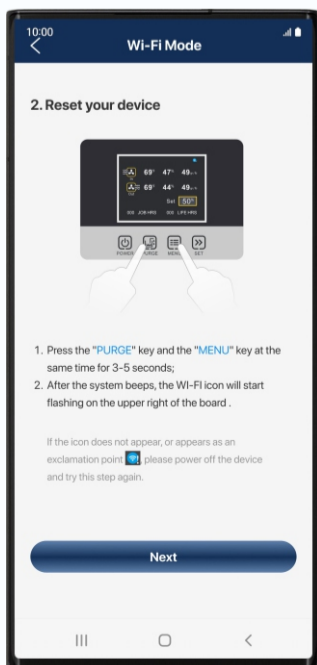 10:00
Wi-Fi Mode
2. Reset your device
69° 47%
69° 44%
Set 50%
JOB HRS LIFE HRS
POWER PURGE MENU SET
1. Press the "PURGE" key and the "MENU" key at the
same time for 3-5 seconds;
2. After the system beeps, the WI-FI icon will start
flashing on the upper right of the board .
If the icon does not appear, or appears as an
exclamation point , please power off the device
and try this step again.
Next